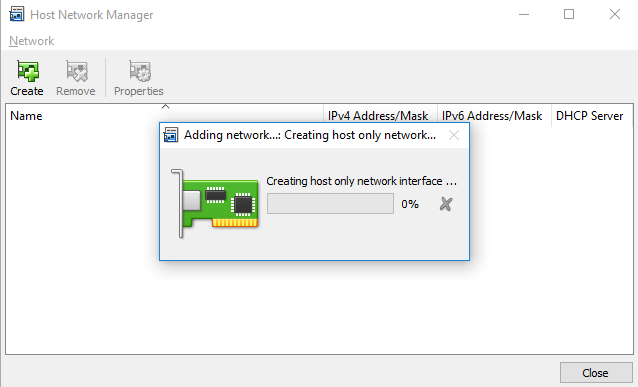 Host Network Manager
Network
Create Remove Properties
Name IPv4 Address/Mask IPv6 Address/Mask DHCP Server
Adding network...: Creating host only network...
Creating host only network interface ...
0%
Close